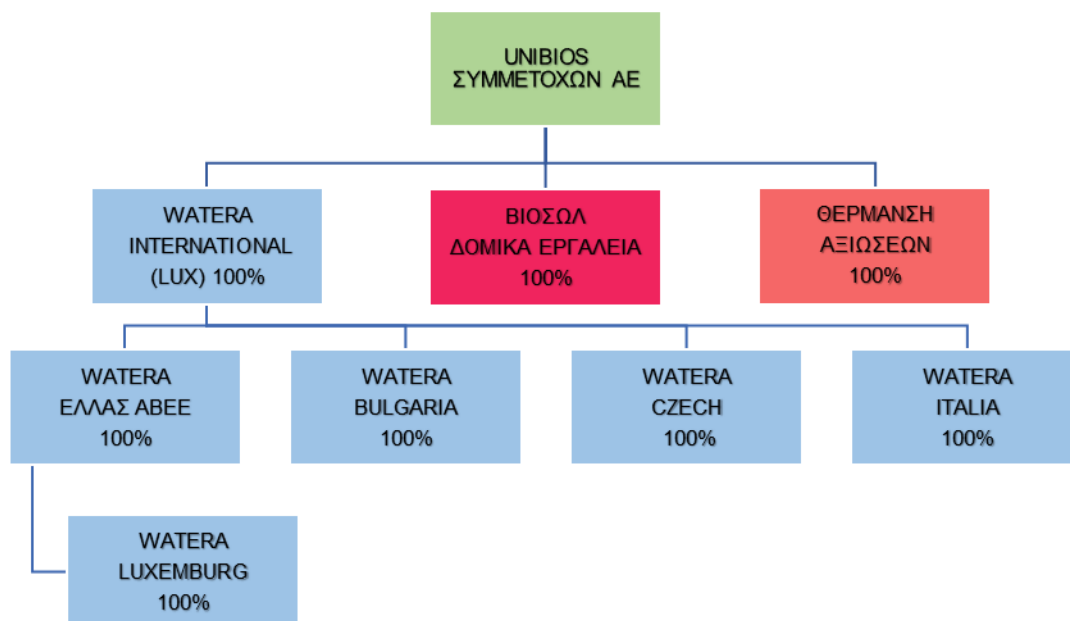 UNIBIOS
ΣΥΜΜΕΤΟΧΩΝ ΑΕ
WATERA
INTERNATIONAL
(LUX) 100%
ΒΙΟΣΩΛ
ΔΟΜΙΚΑ ΕΡΓΑΛΕΙΑ
100%
ΘΕΡΜΑΝΣΗ
ΑΞΙΩΣΕΩΝ
100%
WATERA
ΕΛΛΑΣ ΑΒΕΕ
100%
WATERA
BULGARIA
100%
WATERA
CZECH
100%
WATERA
ITALIA
100%
WATERA
LUXEMBURG
100%